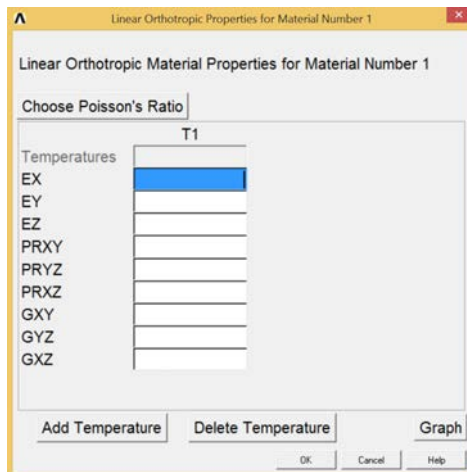 Linear Orthotropic Properties for Material Number 1
Linear Orthotropic Material Properties for Material Number 1
Choose Poisson's Ratio
T1
Temperatures
EX
EY
EZ
PRXY
PRYZ
PRXZ
GXY
GYZ
GXZ
Add Temperature Delete Temperature Graph
OK Cancel Help